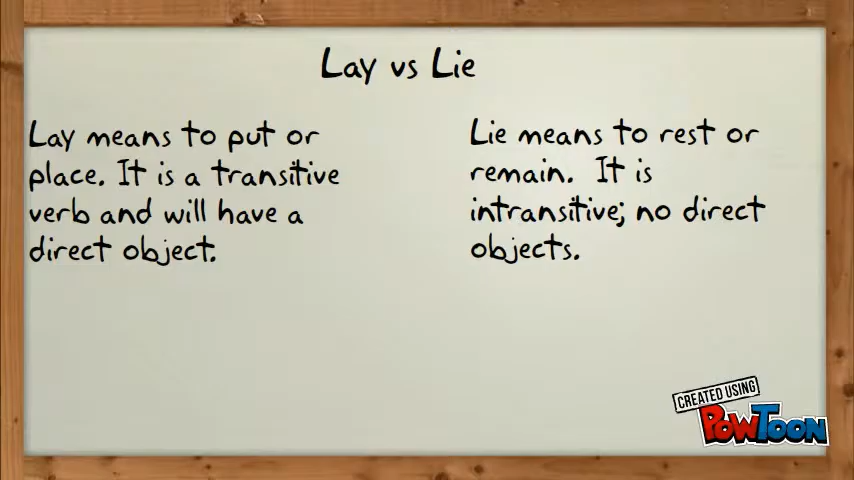 Lay vs Lie
Lay means to put or
place. It is a transitive
verb and will have a
direct object.
Lie means to rest or
remain. It is
intransitive; no direct
objects.
CREATED USING
POWTOON